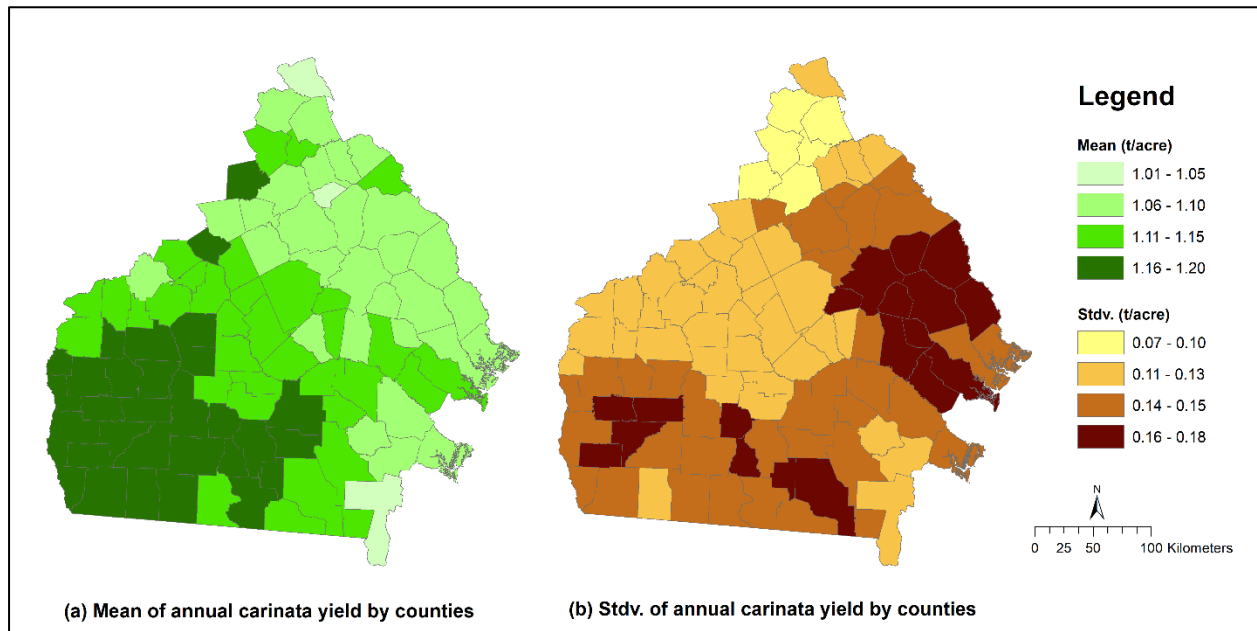 Legend
Mean (t/acre)
1.01 - 1.05
1.06 - 1.10
1.11 - 1.15
1.16 - 1.20
Stdv. (t/acre)
0.07 - 0.10
0.11 - 0.13
0.14 - 0.15
0.16 - 0.18
N
0 25 50 100 Kilometers
(a) Mean of annual carinata yield by counties
(b) Stdv. of annual carinata yield by counties